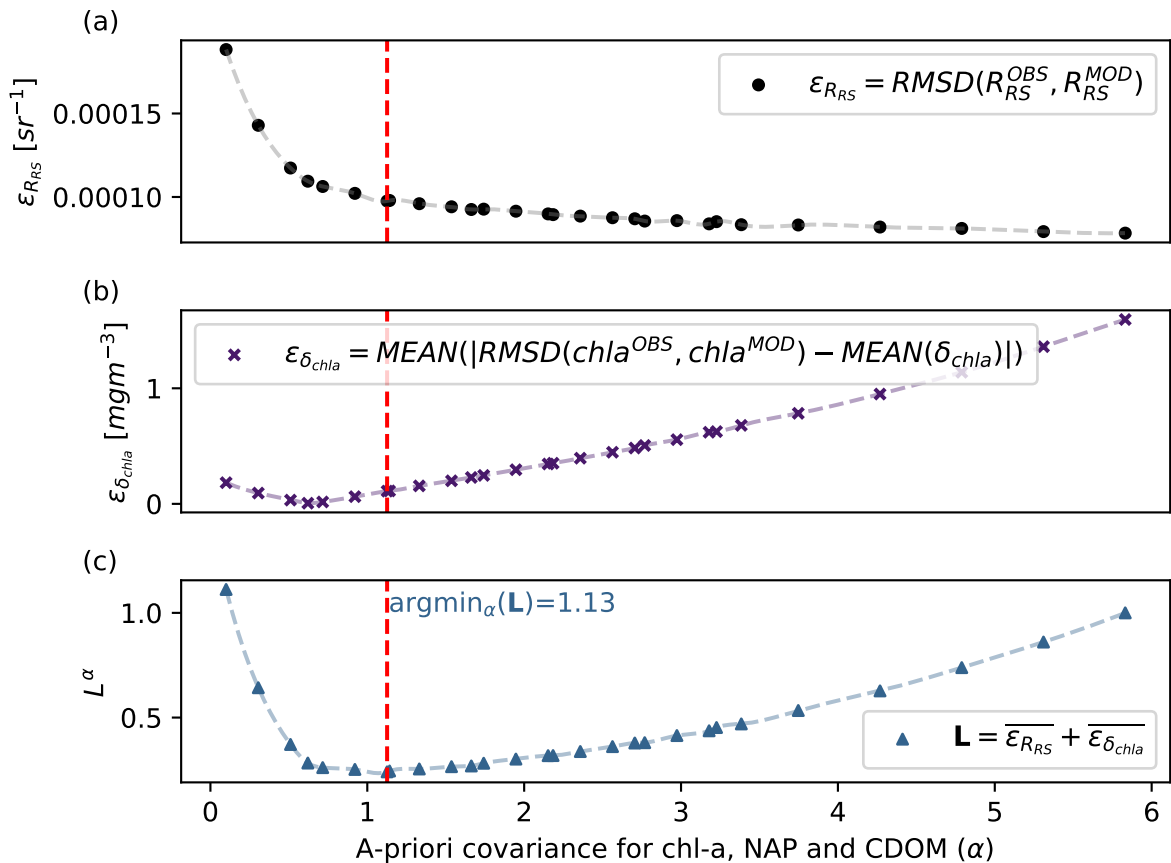 (a)
ε_{R_{RS}} [sr^{−1}]
0.00015
0.00010
ε_{R_{RS}} = RMSD(R_{RS}^{OBS}, R_{RS}^{MOD})
(b)
ε_{δ_{chla}} [mgm^{−3}]
1
0
ε_{δ_{chla}} = MEAN(|RMSD(chla^{OBS}, chla^{MOD}) − MEAN(δ_{chla})|)
(c)
L^α
1.0
0.5
argmin_α(L)=1.13
L = \overline{ε_{R_{RS}}} + \overline{ε_{δ_{chla}}}
0 1 2 3 4 5 6
A-priori covariance for chl-a, NAP and CDOM (α)